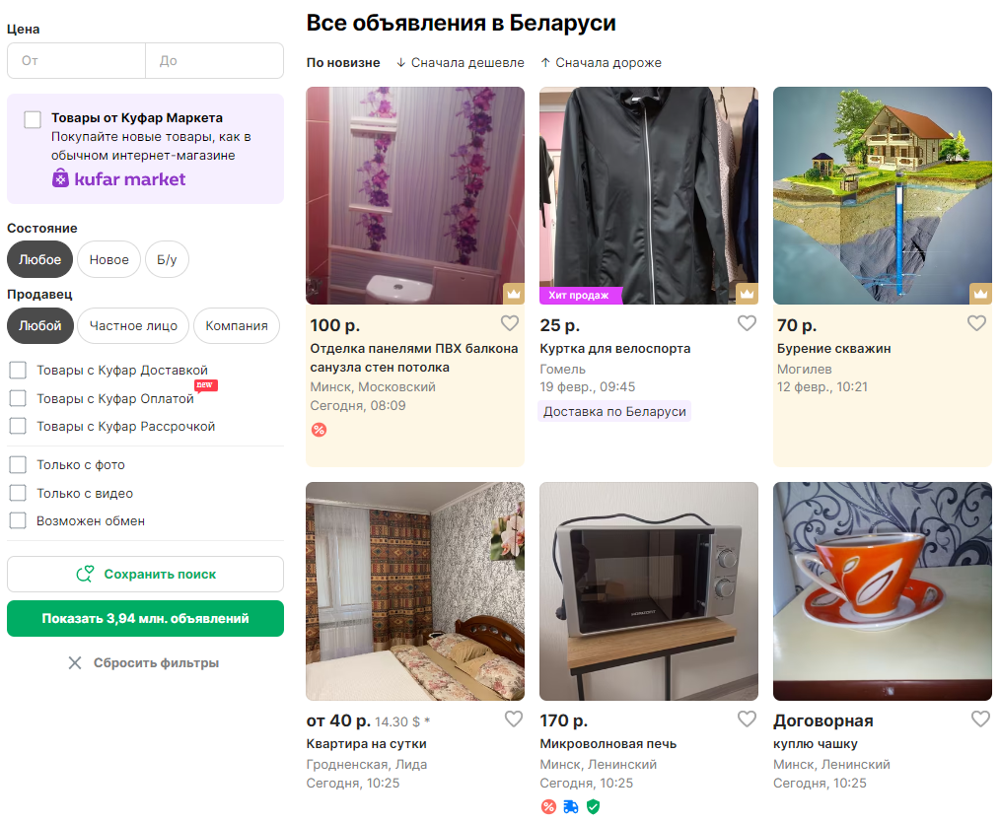 Цена
От
До
Товары от Куфар Маркета
Покупайте новые товары, как в
обычном интернет-магазине
kufar market
Состояние
Любое
Новое
Б/у
Продавец
Любой
Частное лицо
Компания
Товары с Куфар Доставкой
new
Товары с Куфар Оплатой
Товары с Куфар Рассрочкой
Только с фото
Только с видео
Возможен обмен
Сохранить поиск
Показать 3,94 млн. объявлений
Сбросить фильтры
Все объявления в Беларуси
По новизне
↓ Сначала дешевле
↑ Сначала дороже
100 р.
Отделка панелями ПВХ балкона
санузла стен потолка
Минск, Московский
Сегодня, 08:09
Хит продаж
25 р.
Куртка для велоспорта
Гомель
19 февр., 09:45
Доставка по Беларуси
70 р.
Бурение скважин
Могилев
12 февр., 10:21
от 40 р. 14.30 $ *
Квартира на сутки
Гродненская, Лида
Сегодня, 10:25
170 р.
Микроволновая печь
Минск, Ленинский
Сегодня, 10:25
Договорная
куплю чашку
Минск, Ленинский
Сегодня, 10:25